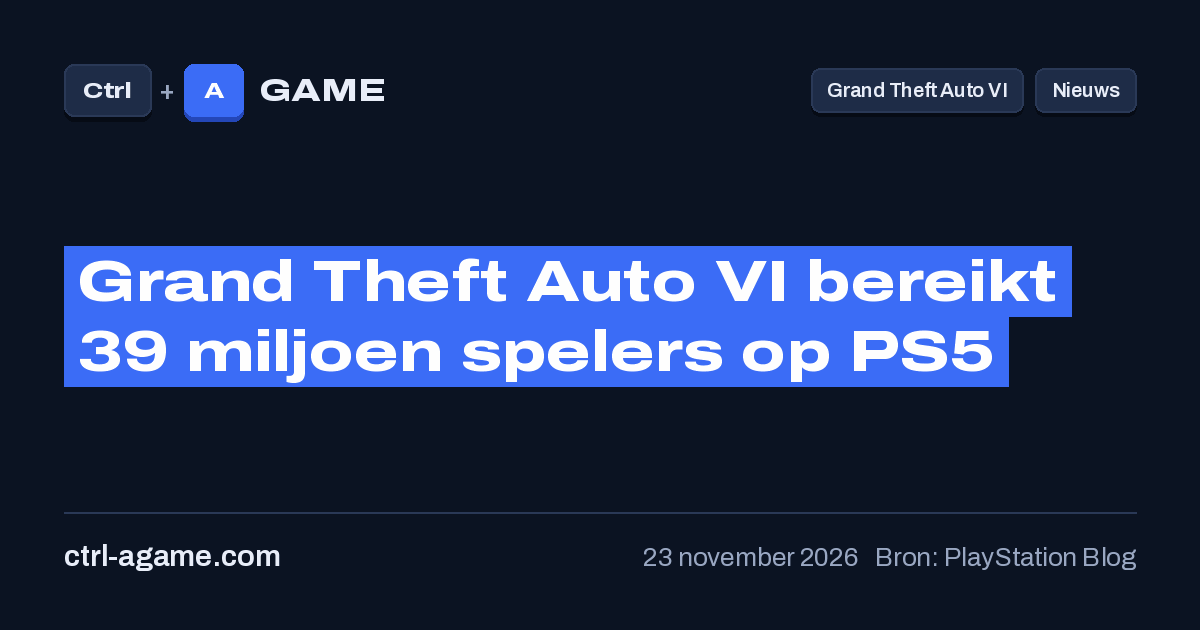 Ctrl + A GAME
Grand Theft Auto VI Nieuws
Grand Theft Auto VI bereikt
39 miljoen spelers op PS5
ctrl-agame.com
23 november 2026 Bron: PlayStation Blog